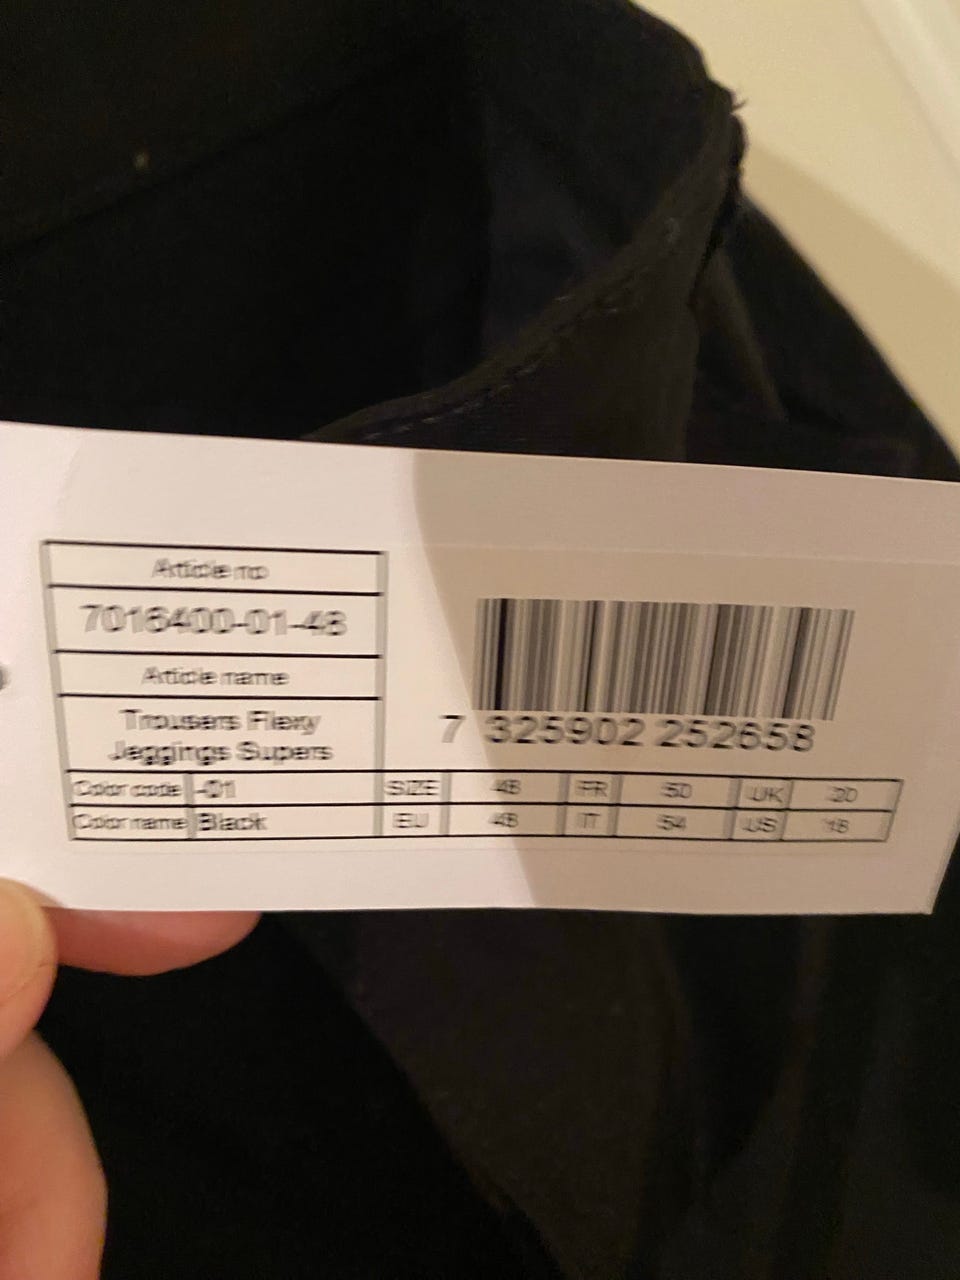 Article no
7016400-01-48
Article name
Trousers Flexy
Jeggings Supers
7 325902 252658
Color code -01 SIZE 48 FR 50 UK 20
Color name Black EU 48 IT 54 US 18